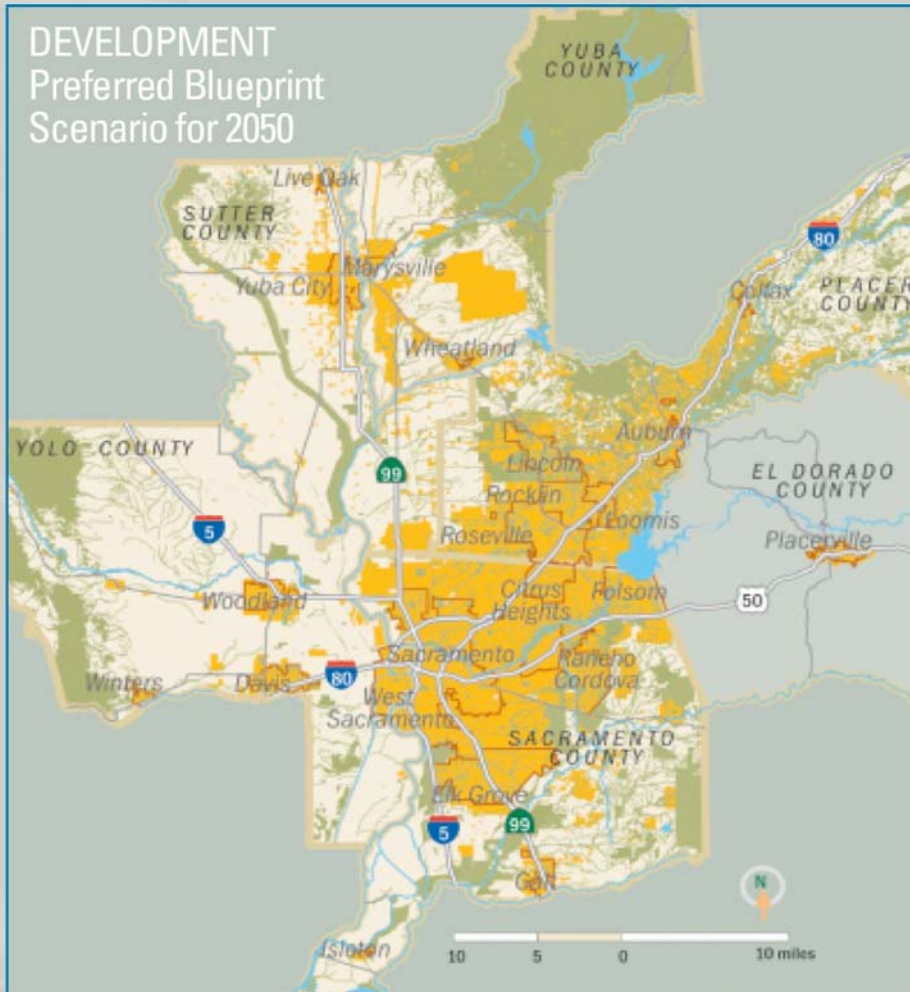 DEVELOPMENT
Preferred Blueprint
Scenario for 2050
YUBA
COUNTY
Live Oak
SUTTER
COUNTY
80
Marysville
Yuba City
Colfax
PLACER
COUNTY
Wheatland
Auburn
YOLO COUNTY
99
Lincoln
EL DORADO
COUNTY
Rocklin
5
Roseville
Loomis
Placerville
Woodland
Citrus
Heights
Folsom
50
Sacramento
Rancho
Cordova
Winters
Davis
80
West
Sacramento
SACRAMENTO
COUNTY
Elk Grove
5
99
Galt
N
Isleton
10
5
0
10 miles